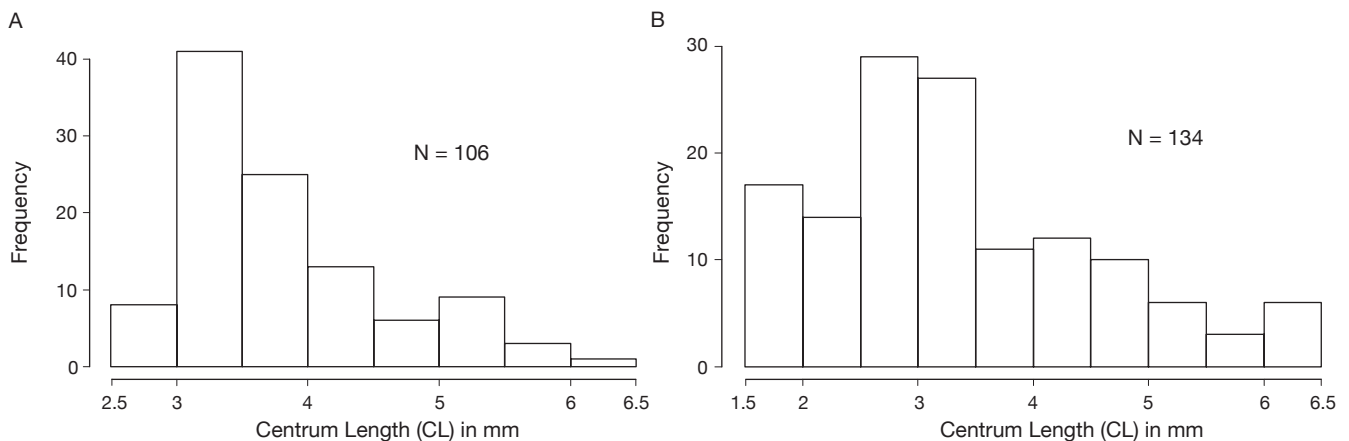 A
Frequency
40
30
20
10
0
N = 106
2.5 3 4 5 6 6.5
Centrum Length (CL) in mm
B
Frequency
30
20
10
0
N = 134
1.5 2 3 4 5 6 6.5
Centrum Length (CL) in mm